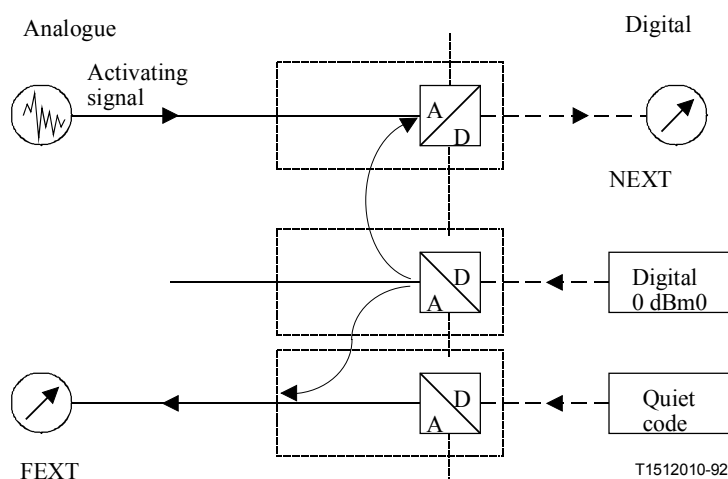 Analogue
Digital
Activating
signal
A
D
NEXT
D
A
Digital
0 dBm0
D
A
Quiet
code
FEXT
T1512010-92